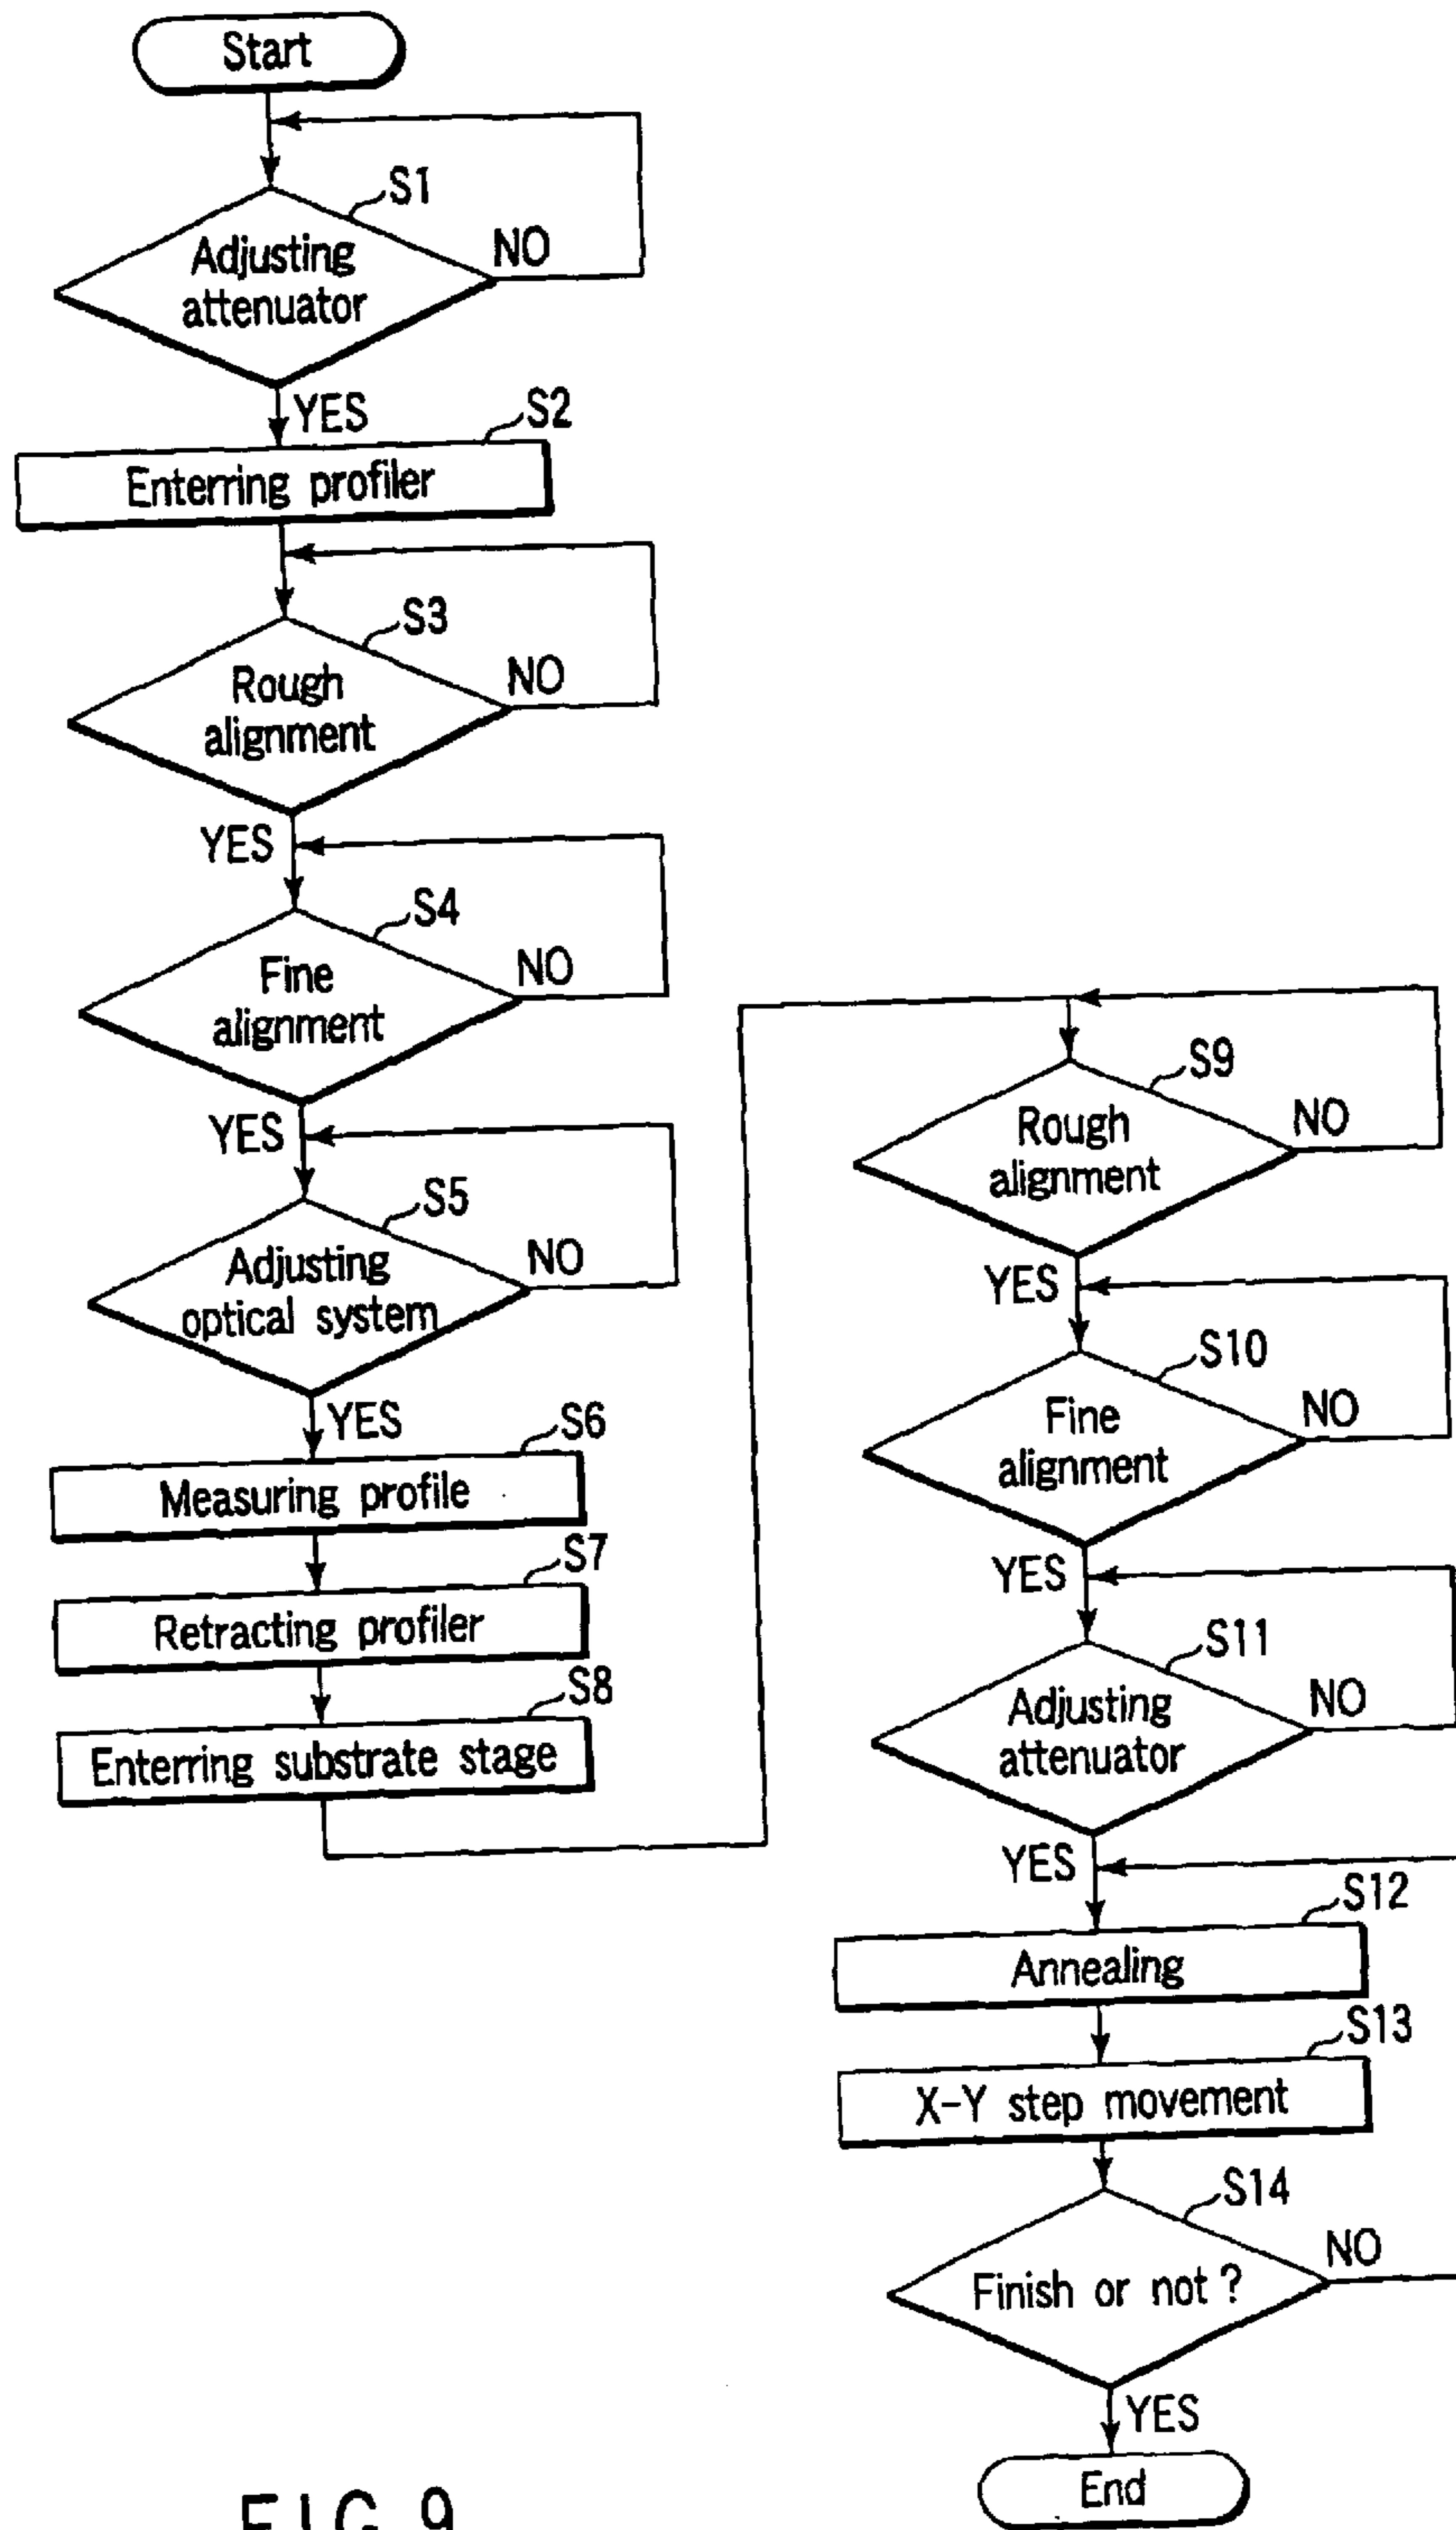 Start
S1
Adjusting
attenuator
NO
YES
S2
Enterring profiler
S3
Rough
alignment
NO
YES
S4
Fine
alignment
NO
YES
S5
Adjusting
optical system
NO
YES
S6
Measuring profile
S7
Retracting profiler
S8
Enterring substrate stage
S9
Rough
alignment
NO
YES
S10
Fine
alignment
NO
YES
S11
Adjusting
attenuator
NO
YES
S12
Annealing
S13
X-Y step movement
S14
Finish or not?
NO
YES
End
FIG. 9